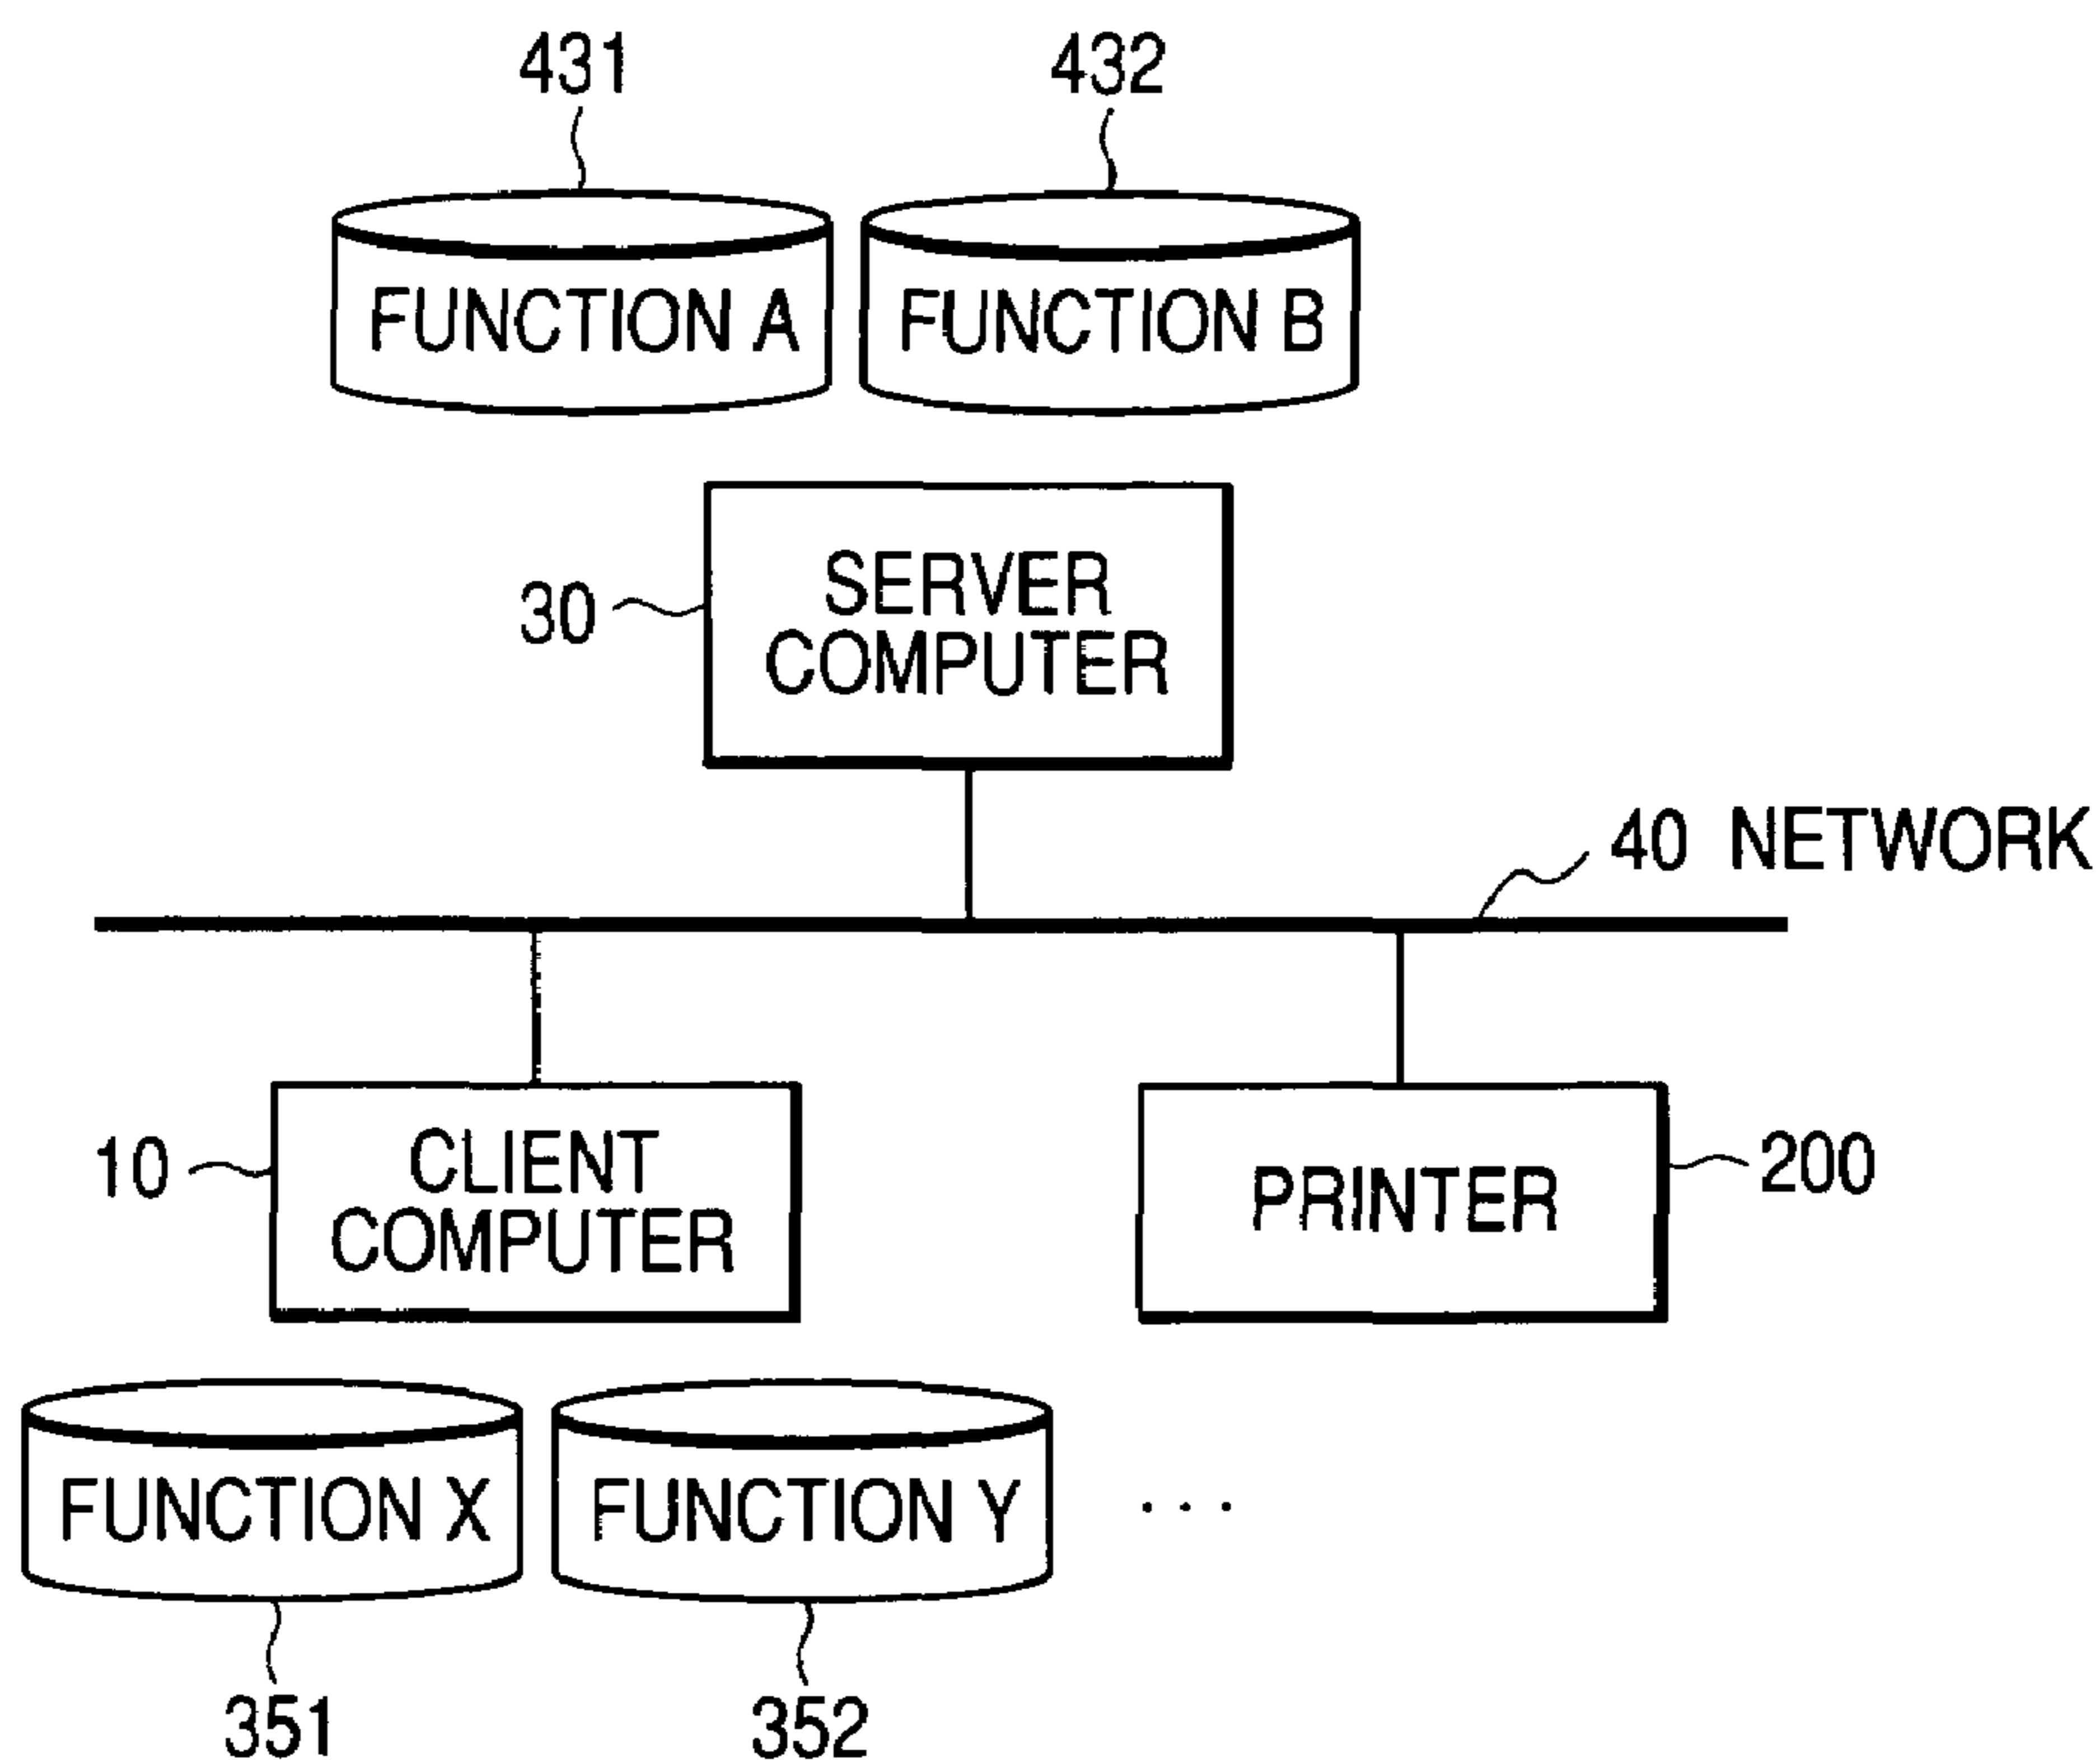 431
432
FUNCTION A
FUNCTION B
SERVER
COMPUTER
30
40 NETWORK
CLIENT
COMPUTER
10
PRINTER
200
FUNCTION X
FUNCTION Y
. . .
351
352